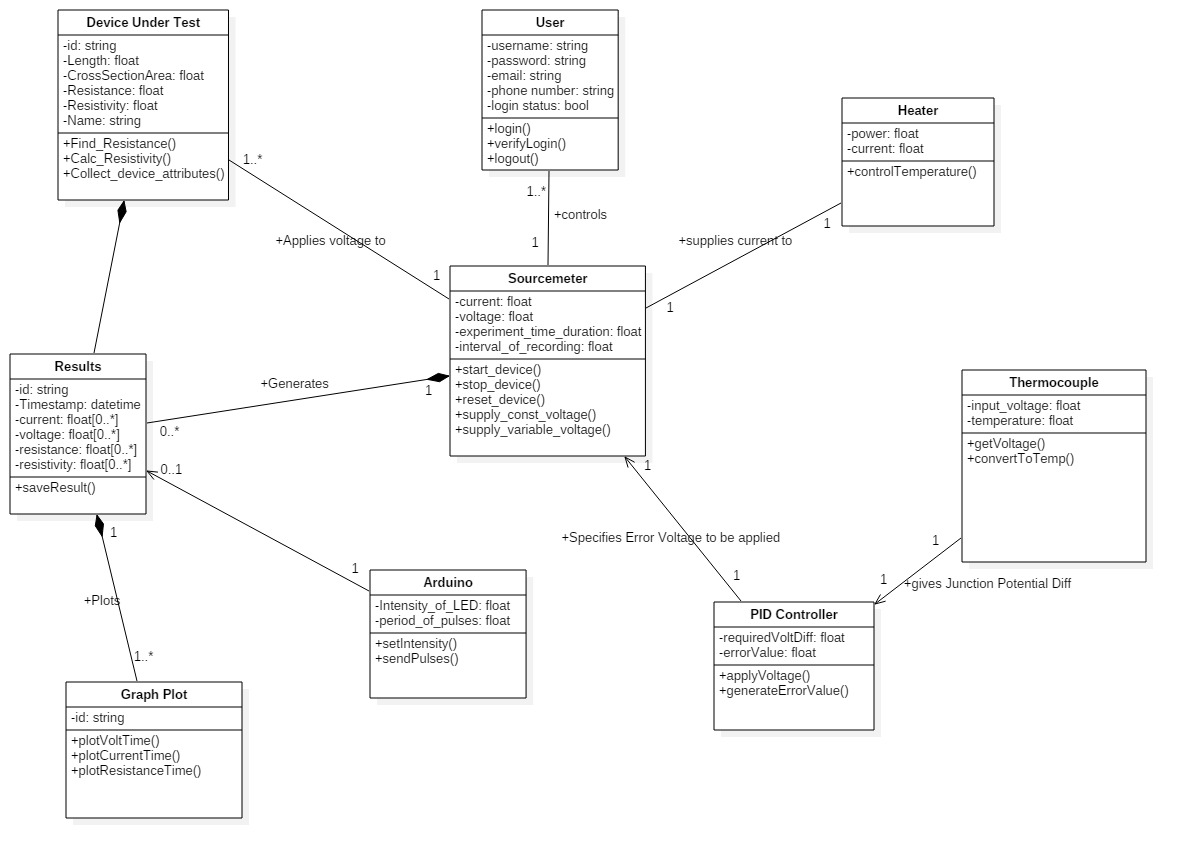 Device Under Test
-id: string
-Length: float
-CrossSectionArea: float
-Resistance: float
-Resistivity: float
-Name: string
+Find_Resistance()
+Calc_Resistivity()
+Collect_device_attributes()
User
-username: string
-password: string
-email: string
-phone number: string
-login status: bool
+login()
+verifyLogin()
+logout()
Heater
-power: float
-current: float
+controlTemperature()
1..*
+Applies voltage to
1
1..*
+controls
1
+supplies current to
1
1
Sourcemeter
-current: float
-voltage: float
-experiment_time_duration: float
-interval_of_recording: float
+start_device()
+stop_device()
+reset_device()
+supply_const_voltage()
+supply_variable_voltage()
Results
-id: string
-Timestamp: datetime
-current: float[0..*]
-voltage: float[0..*]
-resistance: float[0..*]
-resistivity: float[0..*]
+saveResult()
+Generates
1
0..*
0..1
1
Thermocouple
-input_voltage: float
-temperature: float
+getVoltage()
+convertToTemp()
1
+Specifies Error Voltage to be applied
1
1
1
+gives Junction Potential Diff
1
+Plots
1..*
Arduino
-Intensity_of_LED: float
-period_of_pulses: float
+setIntensity()
+sendPulses()
PID Controller
-requiredVoltDiff: float
-errorValue: float
+applyVoltage()
+generateErrorValue()
Graph Plot
-id: string
+plotVoltTime()
+plotCurrentTime()
+plotResistanceTime()